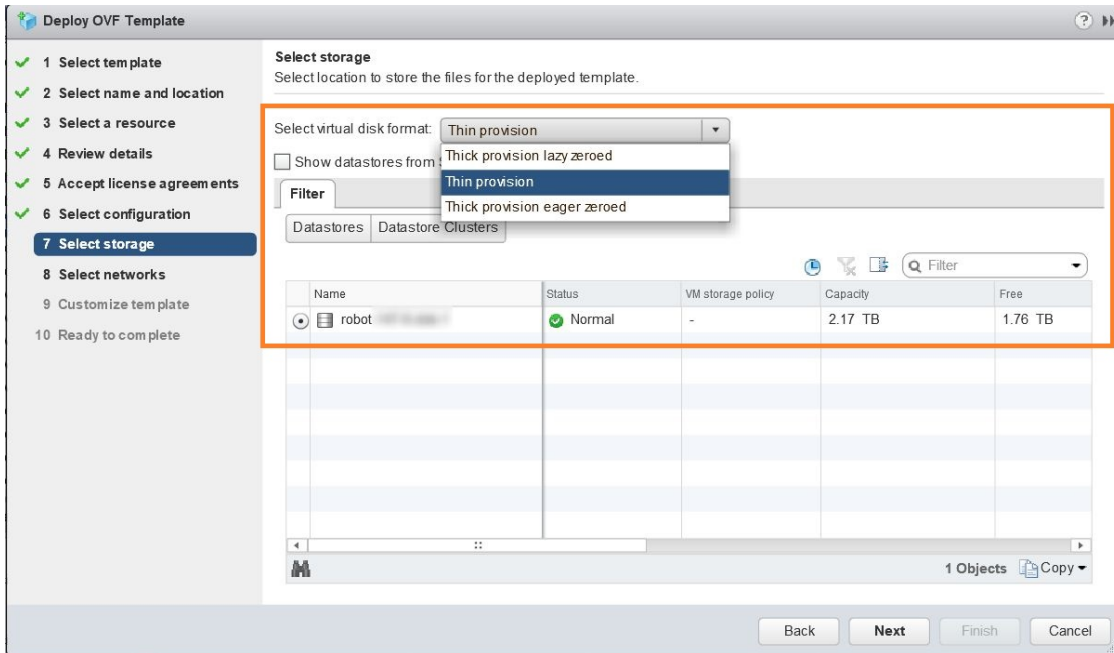 Deploy OVF Template
1 Select template
2 Select name and location
3 Select a resource
4 Review details
5 Accept license agreements
6 Select configuration
7 Select storage
8 Select networks
9 Customize template
10 Ready to complete
Select storage
Select location to store the files for the deployed template.
Select virtual disk format: Thin provision
Thick provision lazy zeroed
Show datastores from
Thin provision
Thick provision eager zeroed
Filter
Datastores Datastore Clusters
Filter
Name Status VM storage policy Capacity Free
robot Normal - 2.17 TB 1.76 TB
1 Objects Copy
Back Next Finish Cancel